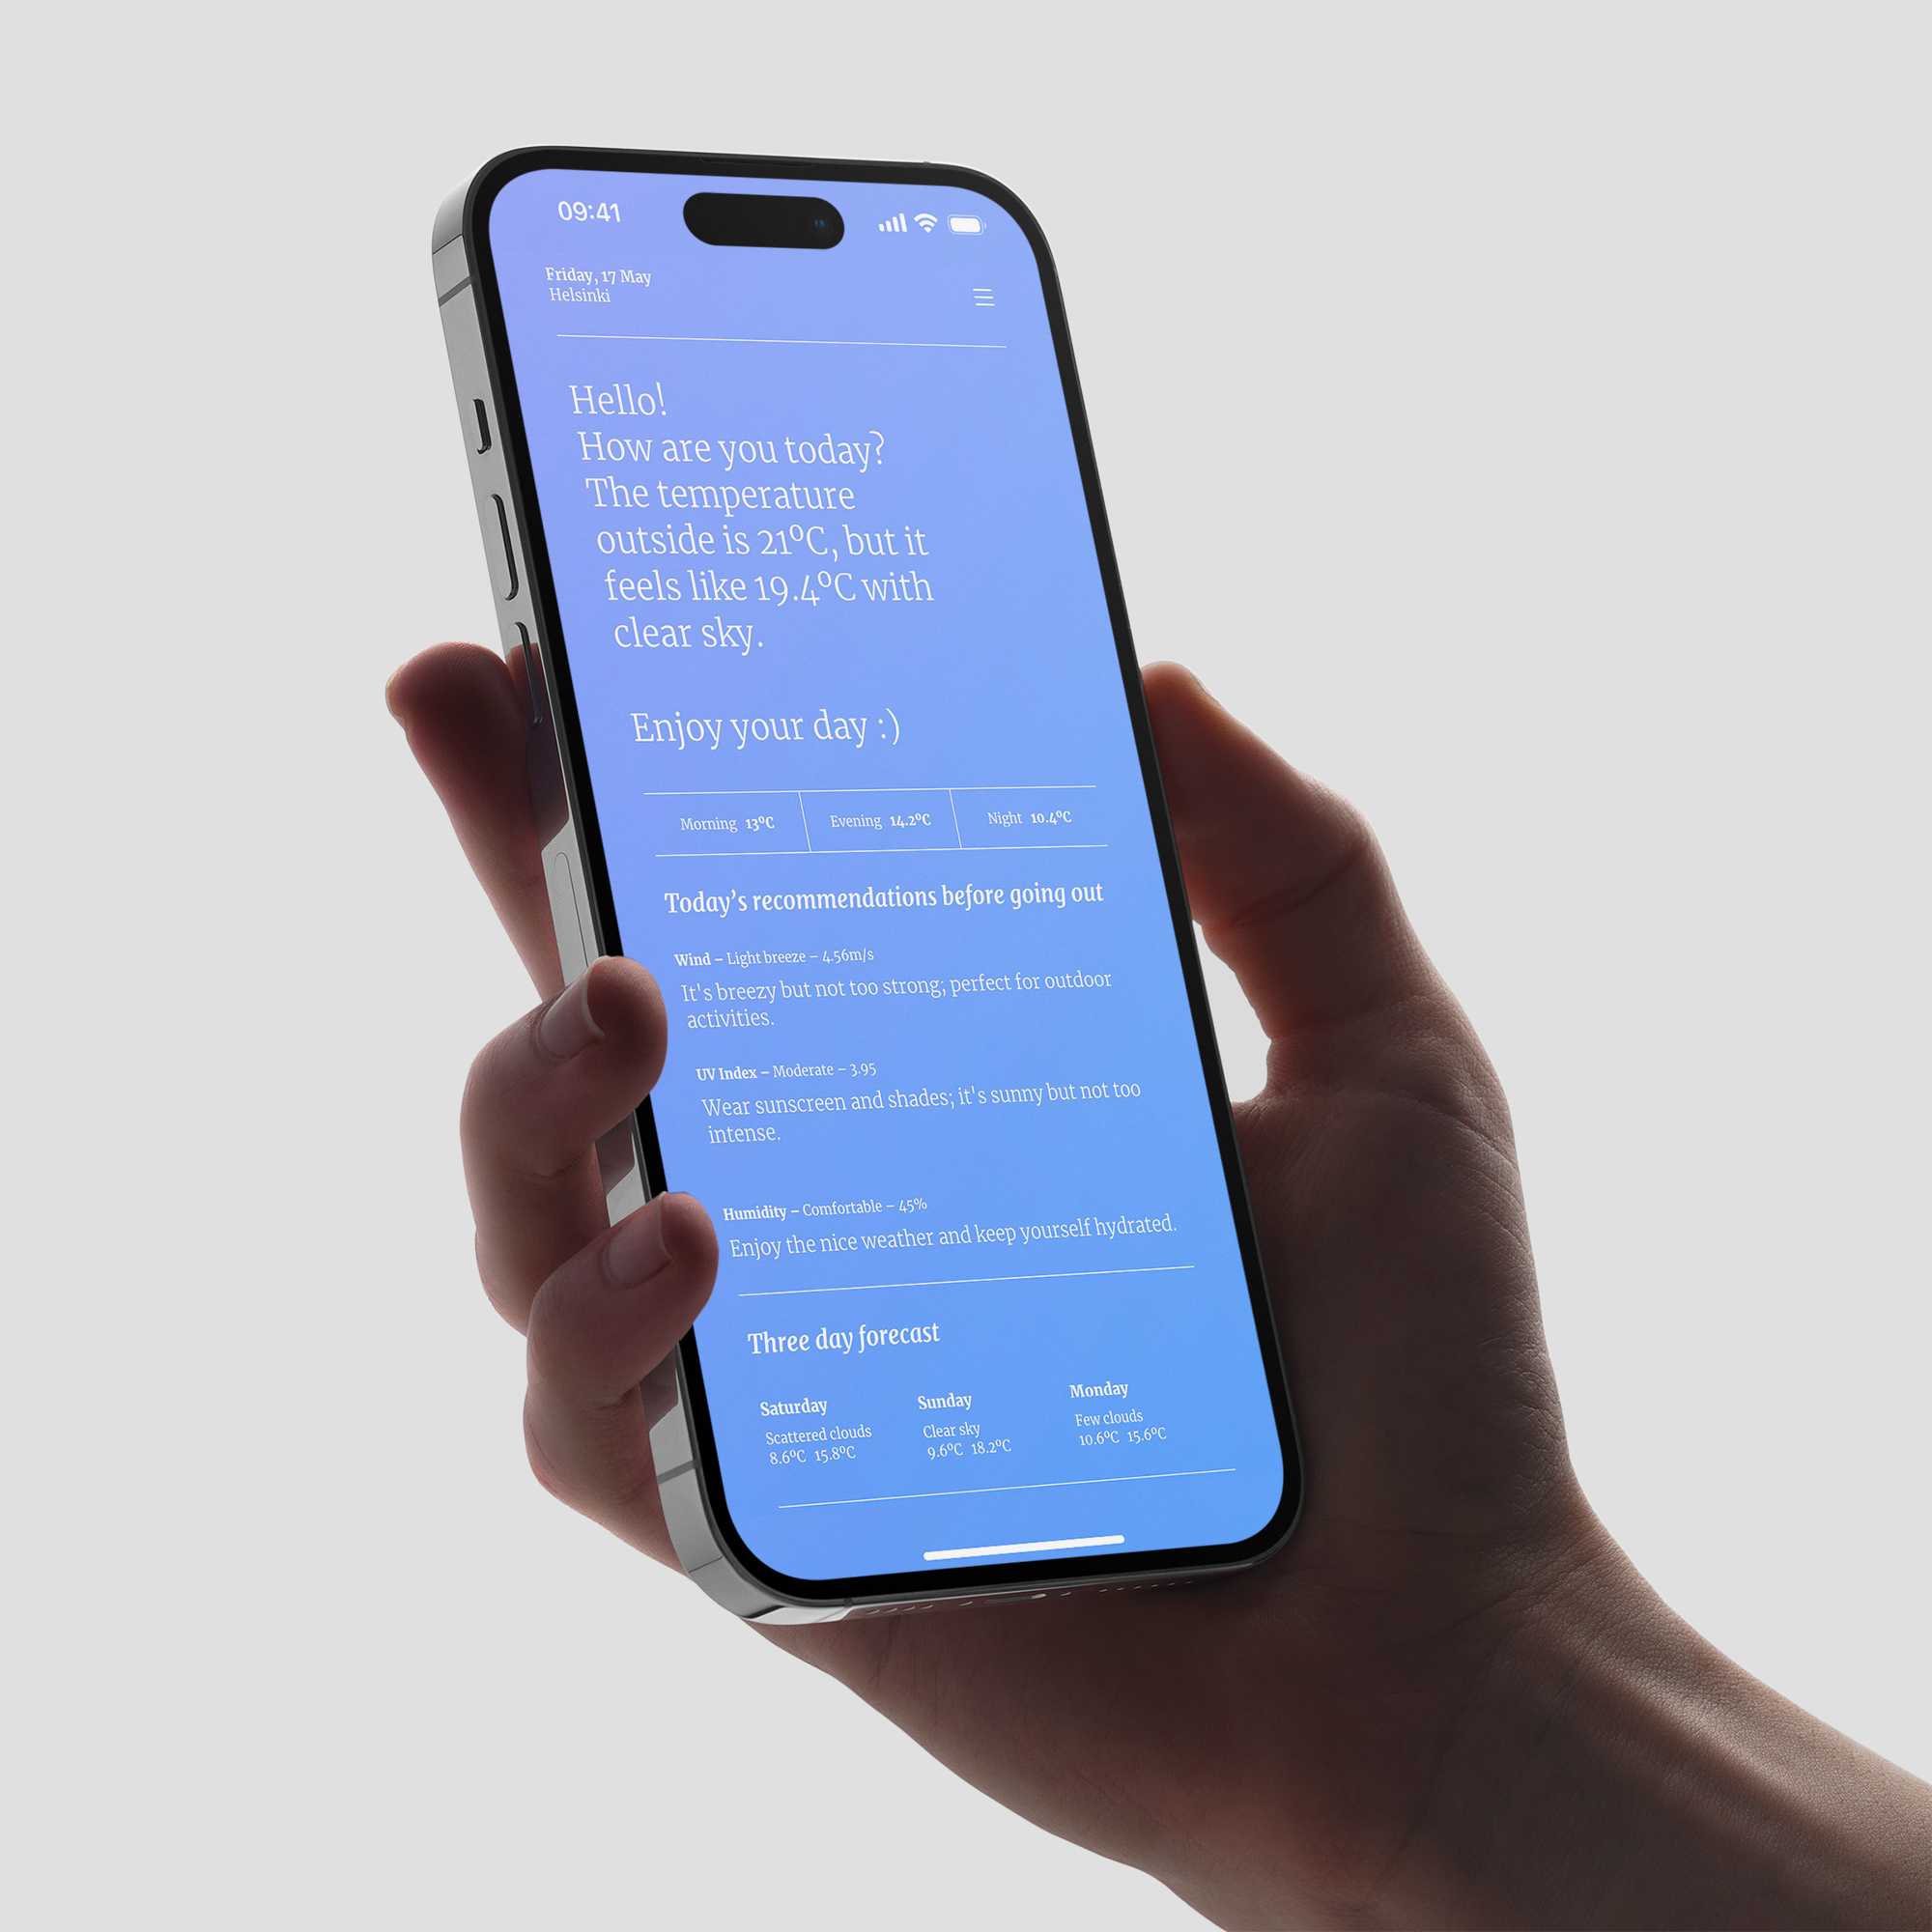 09:41
Friday, 17 May
Helsinki
Hello!
How are you today?
The temperature
outside is 21ºC, but it
feels like 19.4ºC with
clear sky.
Enjoy your day :)
Morning 13ºC Evening 14.2ºC Night 10.4ºC
Today’s recommendations before going out
Wind – Light breeze – 4.56m/s
It's breezy but not too strong; perfect for outdoor
activities.
UV Index – Moderate – 3.95
Wear sunscreen and shades; it's sunny but not too
intense.
Humidity – Comfortable – 45%
Enjoy the nice weather and keep yourself hydrated.
Three day forecast
Saturday
Scattered clouds
8.6ºC 15.8ºC
Sunday
Clear sky
9.6ºC 18.2ºC
Monday
Few clouds
10.6ºC 15.6ºC